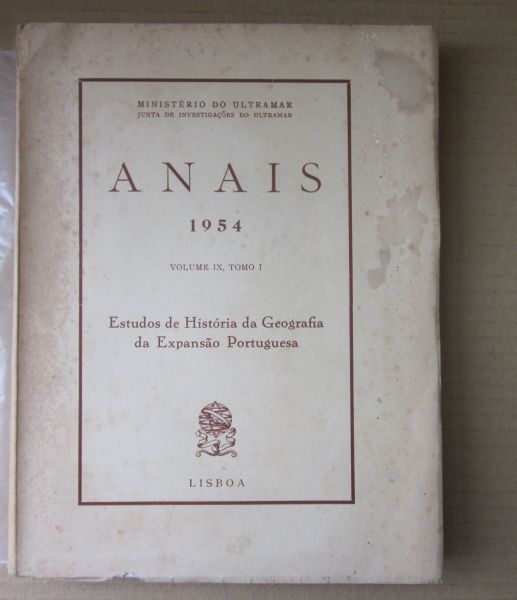 MINISTÉRIO DO ULTRAMAR
JUNTA DE INVESTIGAÇÕES DO ULTRAMAR
ANAIS
1954
VOLUME IX, TOMO I
Estudos de História da Geografia
da Expansão Portuguesa
LISBOA